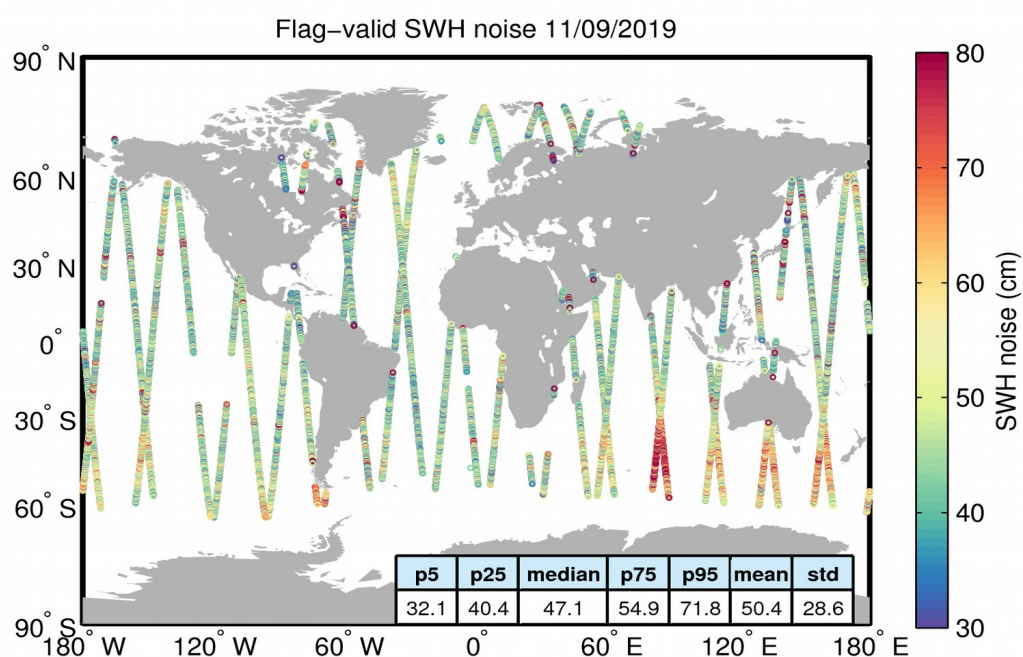 Flag−valid SWH noise 11/09/2019
90° N
60° N
30° N
0°
30° S
60° S
90° S
180° W
120° W
60° W
0°
60° E
120° E
180° E
80
70
60
50
40
30
SWH noise (cm)
p5 p25 median p75 p95 mean std
32.1 40.4 47.1 54.9 71.8 50.4 28.6